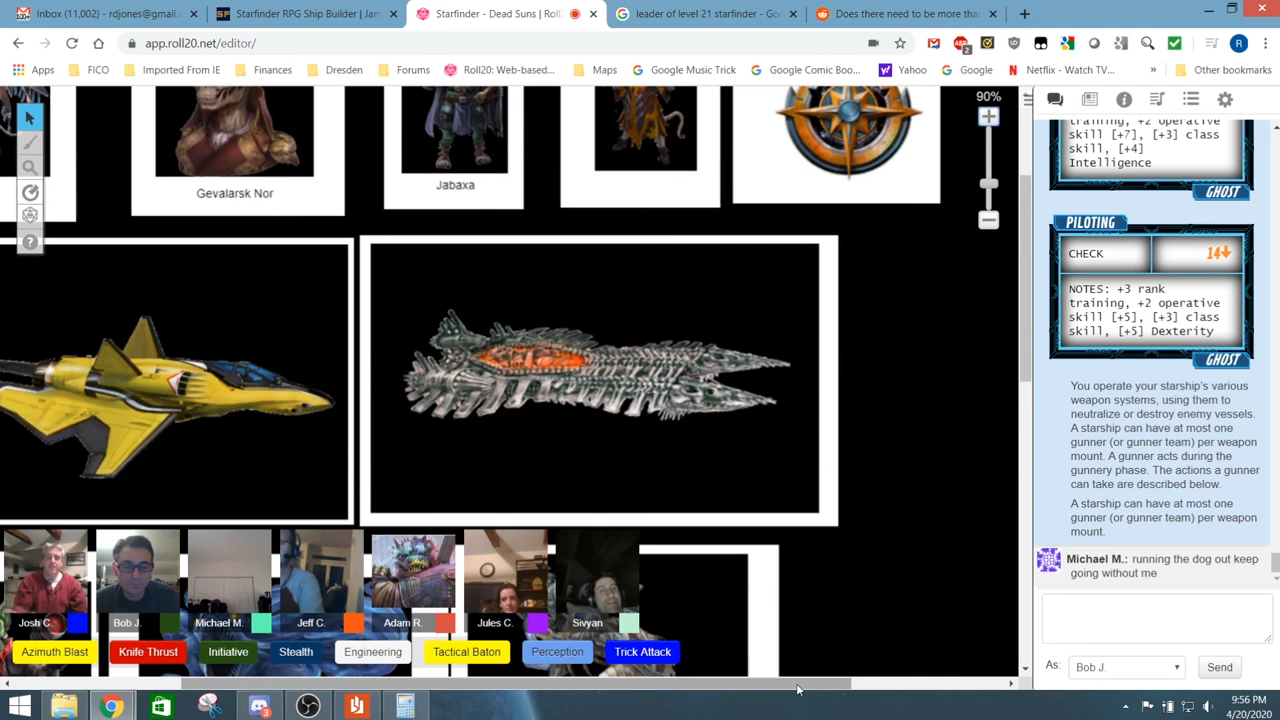 Inbox (11,002) - rdjones@gmail.c
Starfinder RPG Ship Builder | Jam
Starfinder - Dead Suns | Roll2
leader of level 21 starfinder - Goo
Does there need to be more tha
app.roll20.net/editor/
Apps
FICO
Imported From IE
Finances
Dresden
Forums
Roll20: Web-based...
Maps
Google Music Trick
Google Comic Boo...
Yahoo
Google
Netflix - Watch TV...
»
Other bookmarks
90%
Gevalarsk Nor
Jabaxa
training, +2 operative
skill [+7], [+3] class
skill, [+4]
Intelligence
GHOST
PILOTING
CHECK
14
NOTES: +3 rank
training, +2 operative
skill [+5], [+3] class
skill, [+5] Dexterity
GHOST
You operate your starship's various
weapon systems, using them to
neutralize or destroy enemy vessels.
A starship can have at most one
gunner (or gunner team) per weapon
mount. A gunner acts during the
gunnery phase. The actions a gunner
can take are described below.
A starship can have at most one
gunner (or gunner team) per weapon
mount.
Michael M.: running the dog out keep
going without me
Josh C.
Bob J.
Michael M.
Jeff C.
Adam R.
Jules C.
Sivyan
Azimuth Blast
Knife Thrust
Initiative
Stealth
Engineering
Tactical Baton
Perception
Trick Attack
As:
Bob J.
Send
9:56 PM
4/20/2020